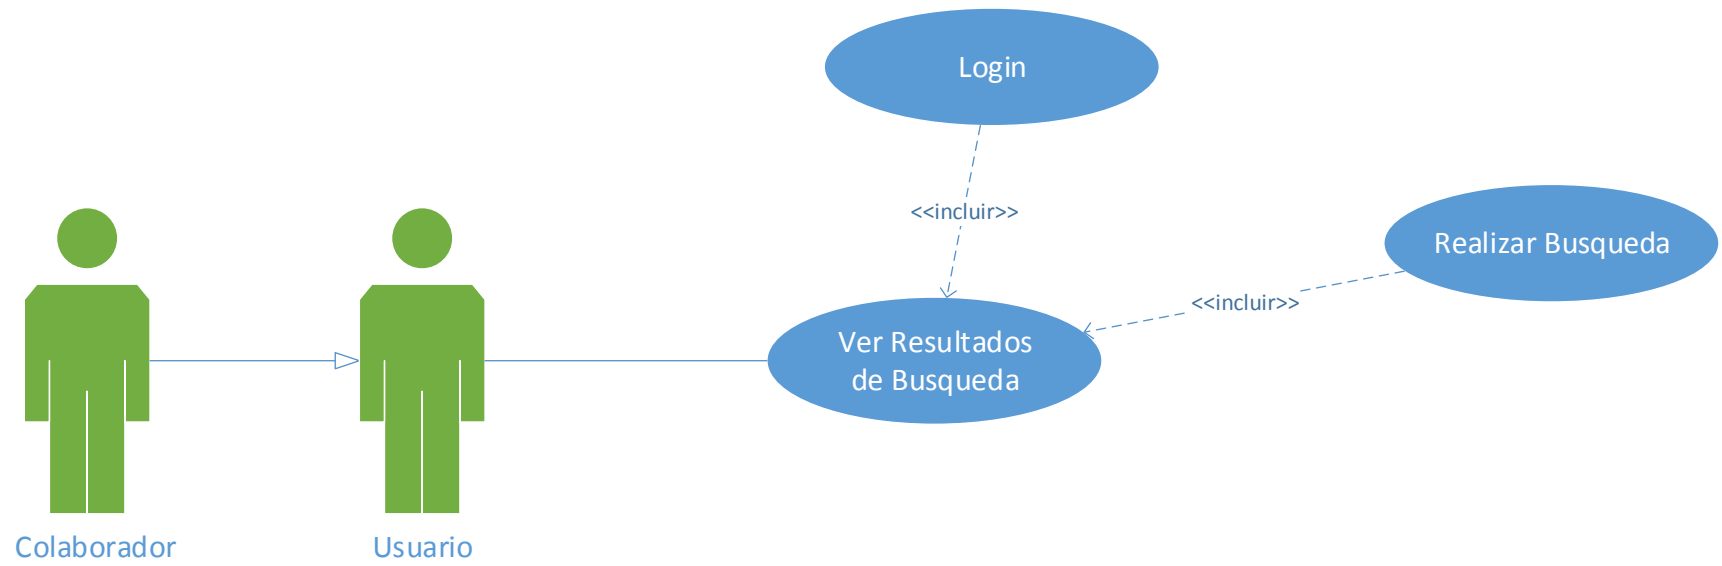 Login
<<incluir>>
Realizar Busqueda
<<incluir>>
Ver Resultados
de Busqueda
Colaborador
Usuario